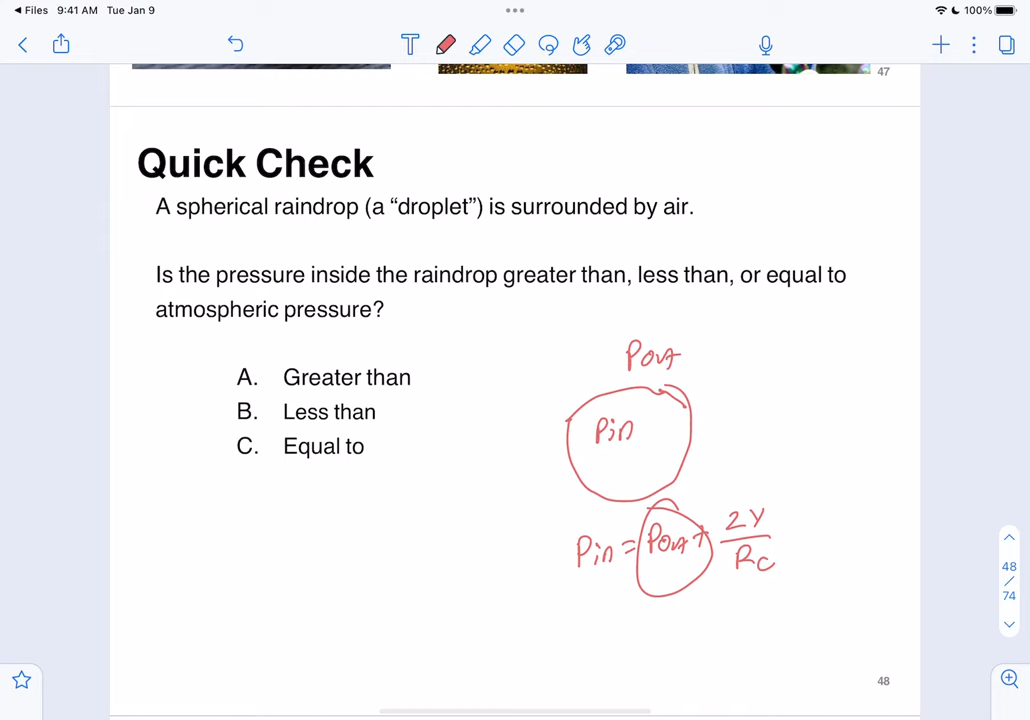 Files 9:41 AM Tue Jan 9
100%
T
47
Quick Check
A spherical raindrop (a “droplet”) is surrounded by air.
Is the pressure inside the raindrop greater than, less than, or equal to
atmospheric pressure?
A. Greater than
B. Less than
C. Equal to
Pout
Pin
Pin = Pout + 2γ/Rc
48
/
74
48